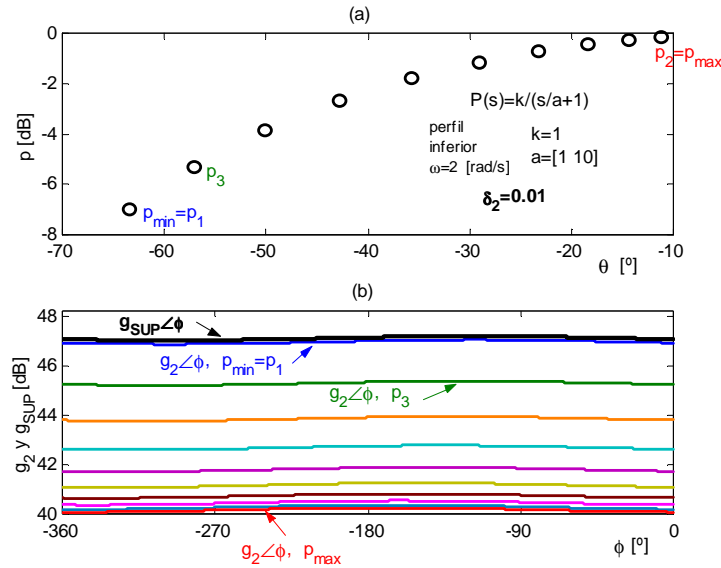 (a)
0
-2
-4
-6
-8
p [dB]
p₂=pmax
P(s)=k/(s/a+1)
perfil
inferior
ω=2 [rad/s]
k=1
a=[1 10]
δ₂=0.01
p₃
pmin=p₁
-70 -60 -50 -40 -30 -20 -10
θ [º]
(b)
48
46
44
42
40
g₂ y gSUP [dB]
gSUP∠ϕ
g₂∠ϕ, pmin=p₁
g₂∠ϕ, p₃
g₂∠ϕ, pmax
-360 -270 -180 -90 0
ϕ [º]